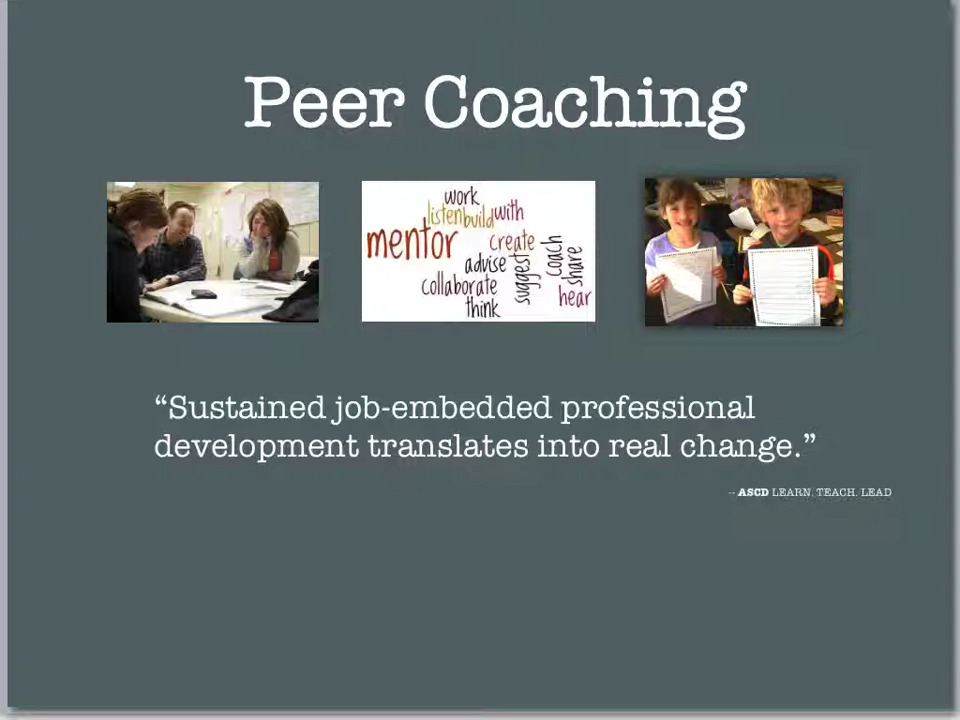 Peer Coaching
work
listen build with
mentor create
advise
collaborate
think
suggest
coach
share
hear
“Sustained job-embedded professional
development translates into real change.”
-- ASCD LEARN. TEACH. LEAD